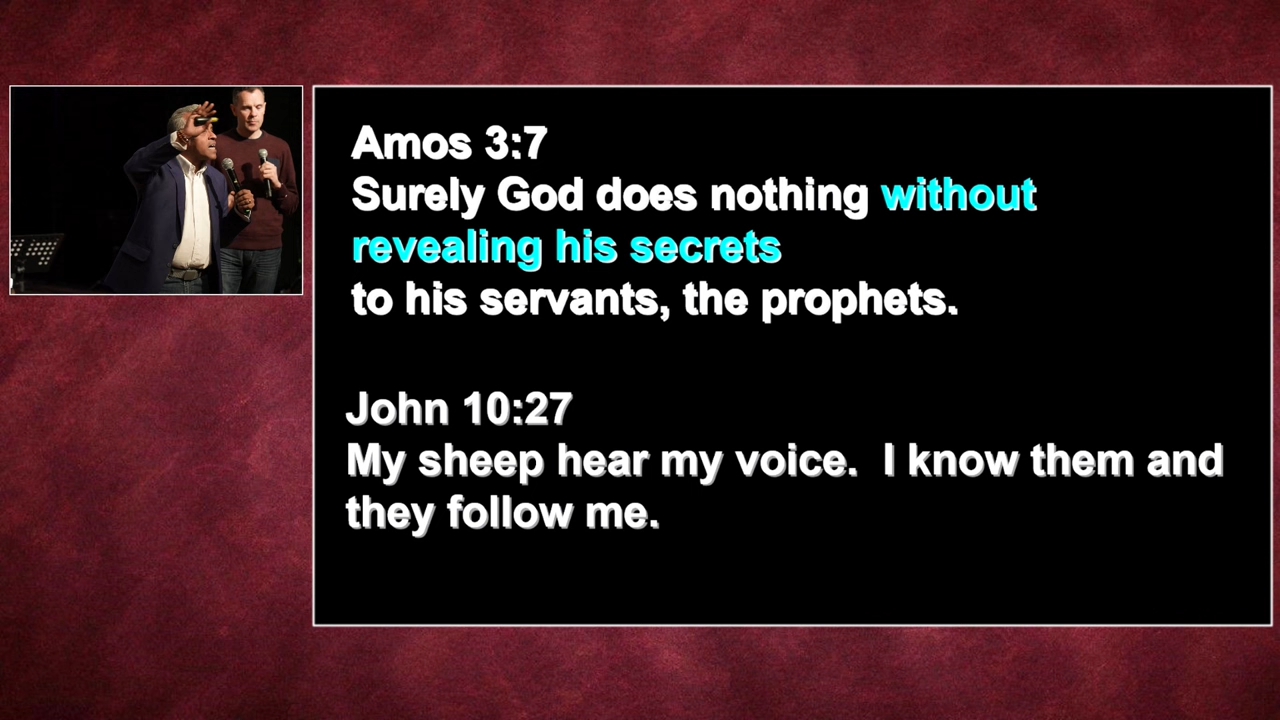 Amos 3:7
Surely God does nothing without
revealing his secrets
to his servants, the prophets.
John 10:27
My sheep hear my voice.  I know them and
they follow me.